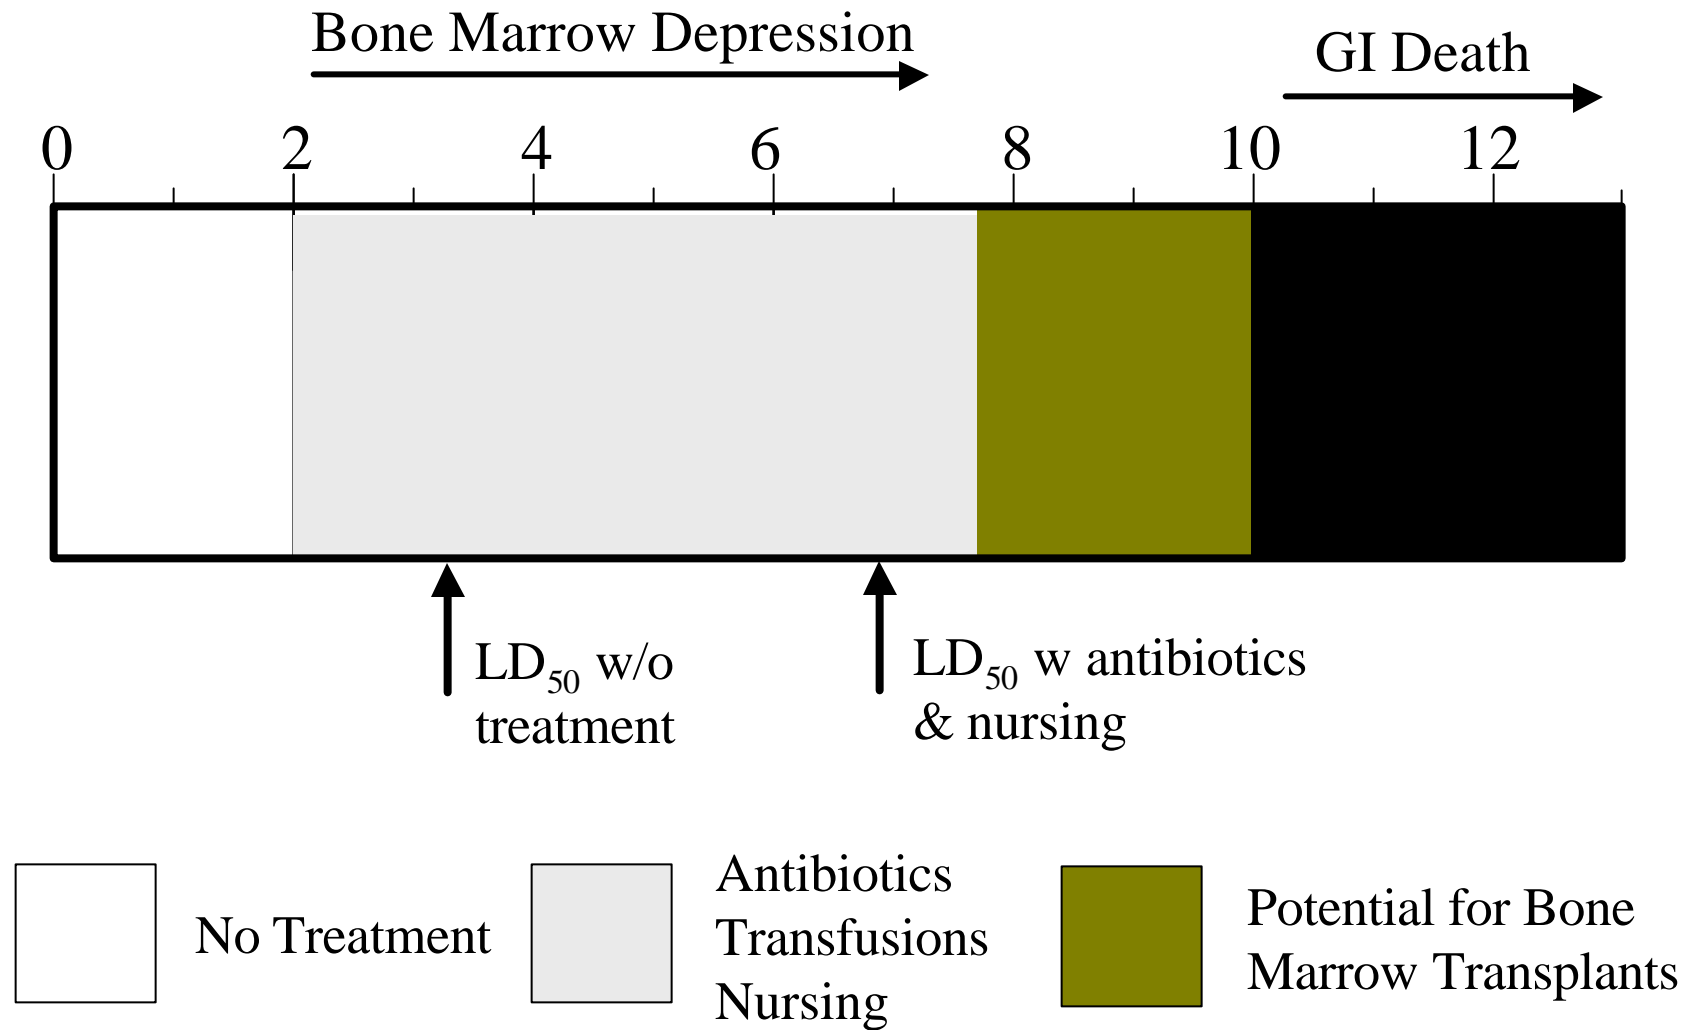 Bone Marrow Depression
GI Death
0 2 4 6 8 10 12
LD50 w/o
treatment
LD50 w antibiotics
& nursing
No Treatment
Antibiotics
Transfusions
Nursing
Potential for Bone
Marrow Transplants